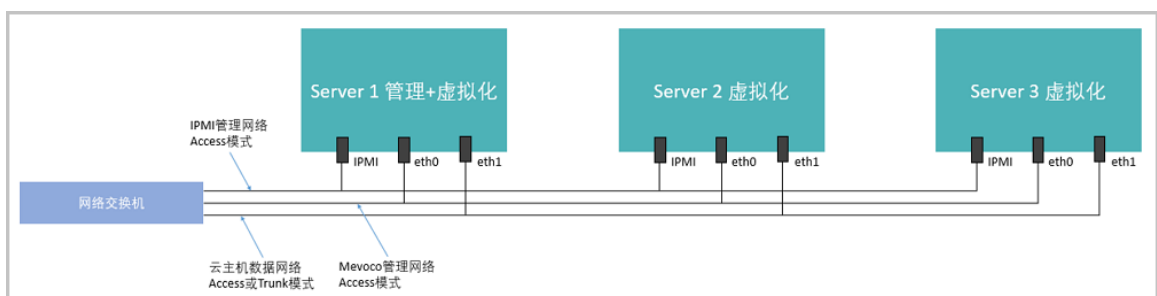 Server 1 管理+虚拟化
Server 2 虚拟化
Server 3 虚拟化
IPMI管理网络
Access模式
IPMI
eth0
eth1
IPMI
eth0
eth1
IPMI
eth0
eth1
网络交换机
云主机数据网络
Access或Trunk模式
Mevoco管理网络
Access模式